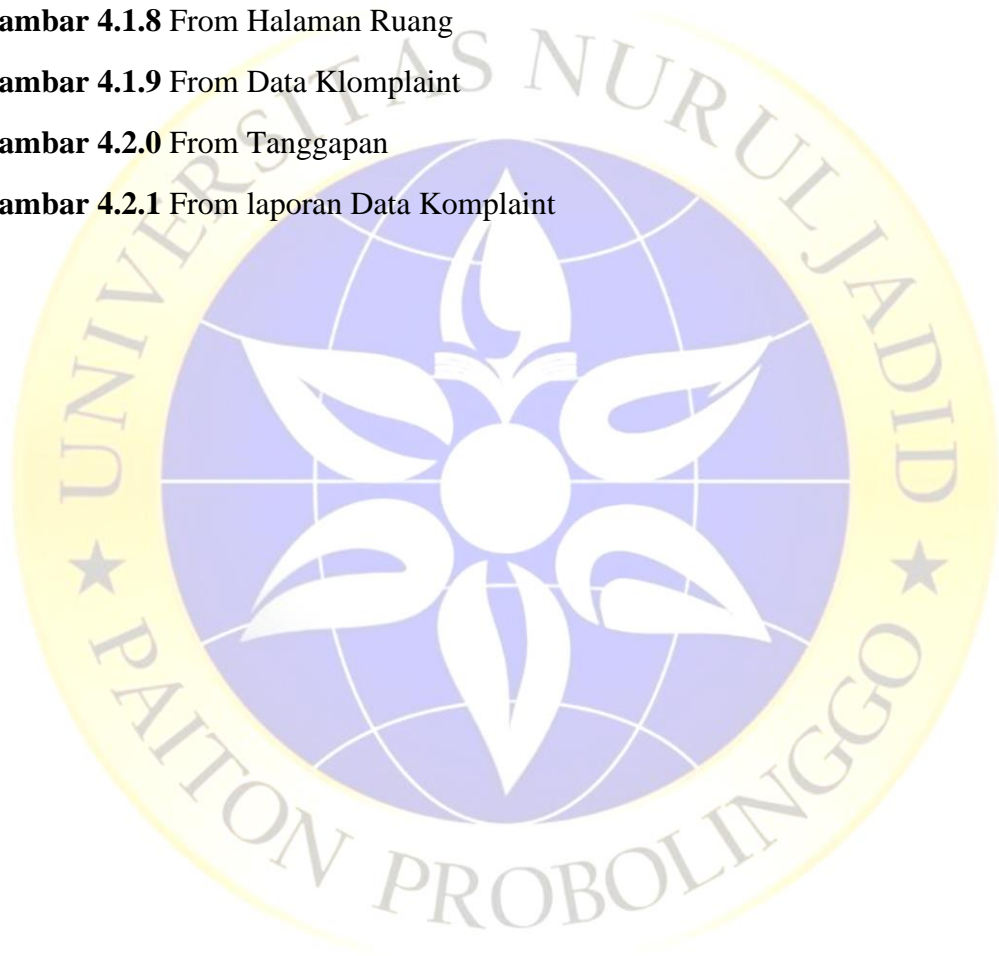 ambar 4.1.8 From Halaman Ruang
ambar 4.1.9 From Data Klomplaint
ambar 4.2.0 From Tanggapan
ambar 4.2.1 From laporan Data Komplaint
UNIVERSITAS NURUL JADID
PAITON PROBOLINGGO